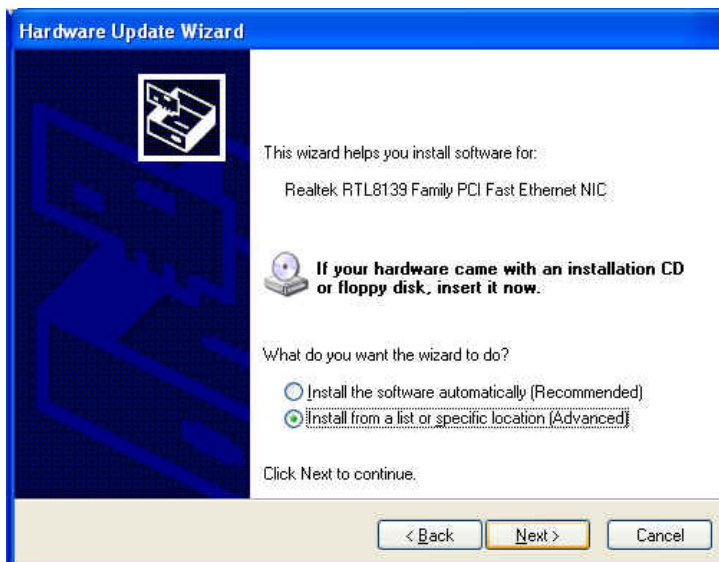 Hardware Update Wizard
This wizard helps you install software for:
Realtek RTL8139 Family PCI Fast Ethernet NIC
If your hardware came with an installation CD
or floppy disk, insert it now.
What do you want the wizard to do?
Install the software automatically (Recommended)
Install from a list or specific location (Advanced)
Click Next to continue.
< Back Next > Cancel